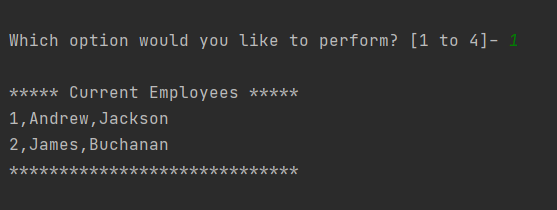 Which option would you like to perform? [1 to 4]- 1
***** Current Employees *****
1,Andrew,Jackson
2,James,Buchanan
*****************************